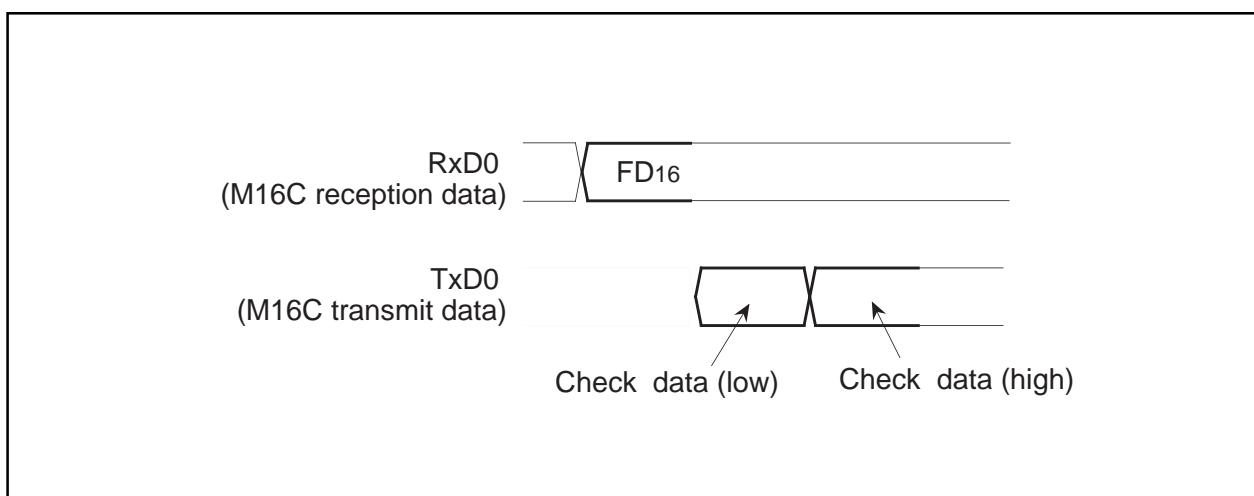 RxD0
(M16C reception data)
FD16
TxD0
(M16C transmit data)
Check data (low)
Check data (high)